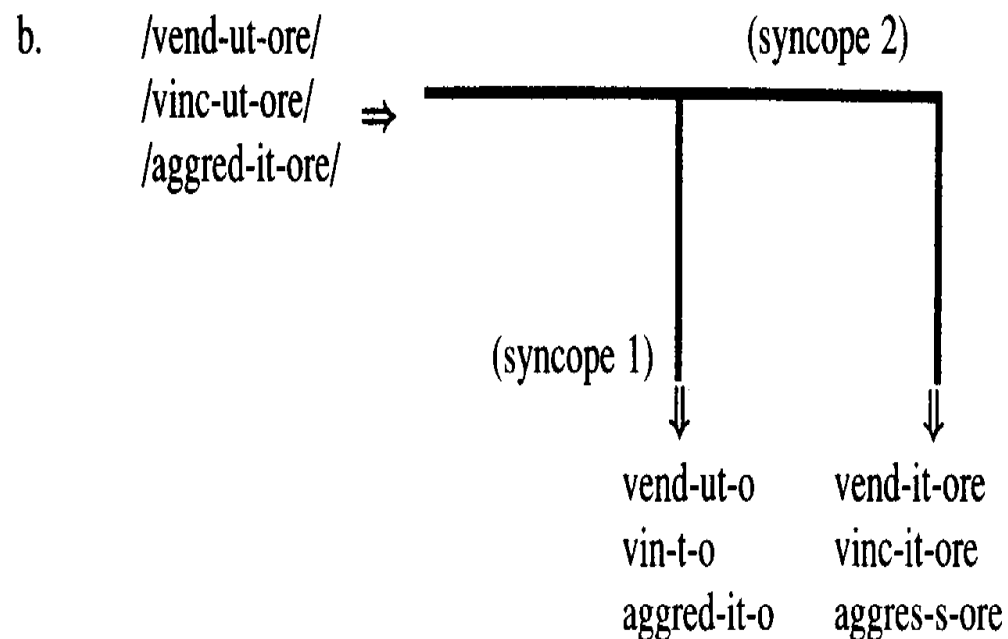 b. /vend-ut-ore/ (syncope 2)
/vinc-ut-ore/ ⇒
/aggred-it-ore/
(syncope 1)
⇓ ⇓
vend-ut-o vend-it-ore
vin-t-o vinc-it-ore
aggred-it-o aggres-s-ore